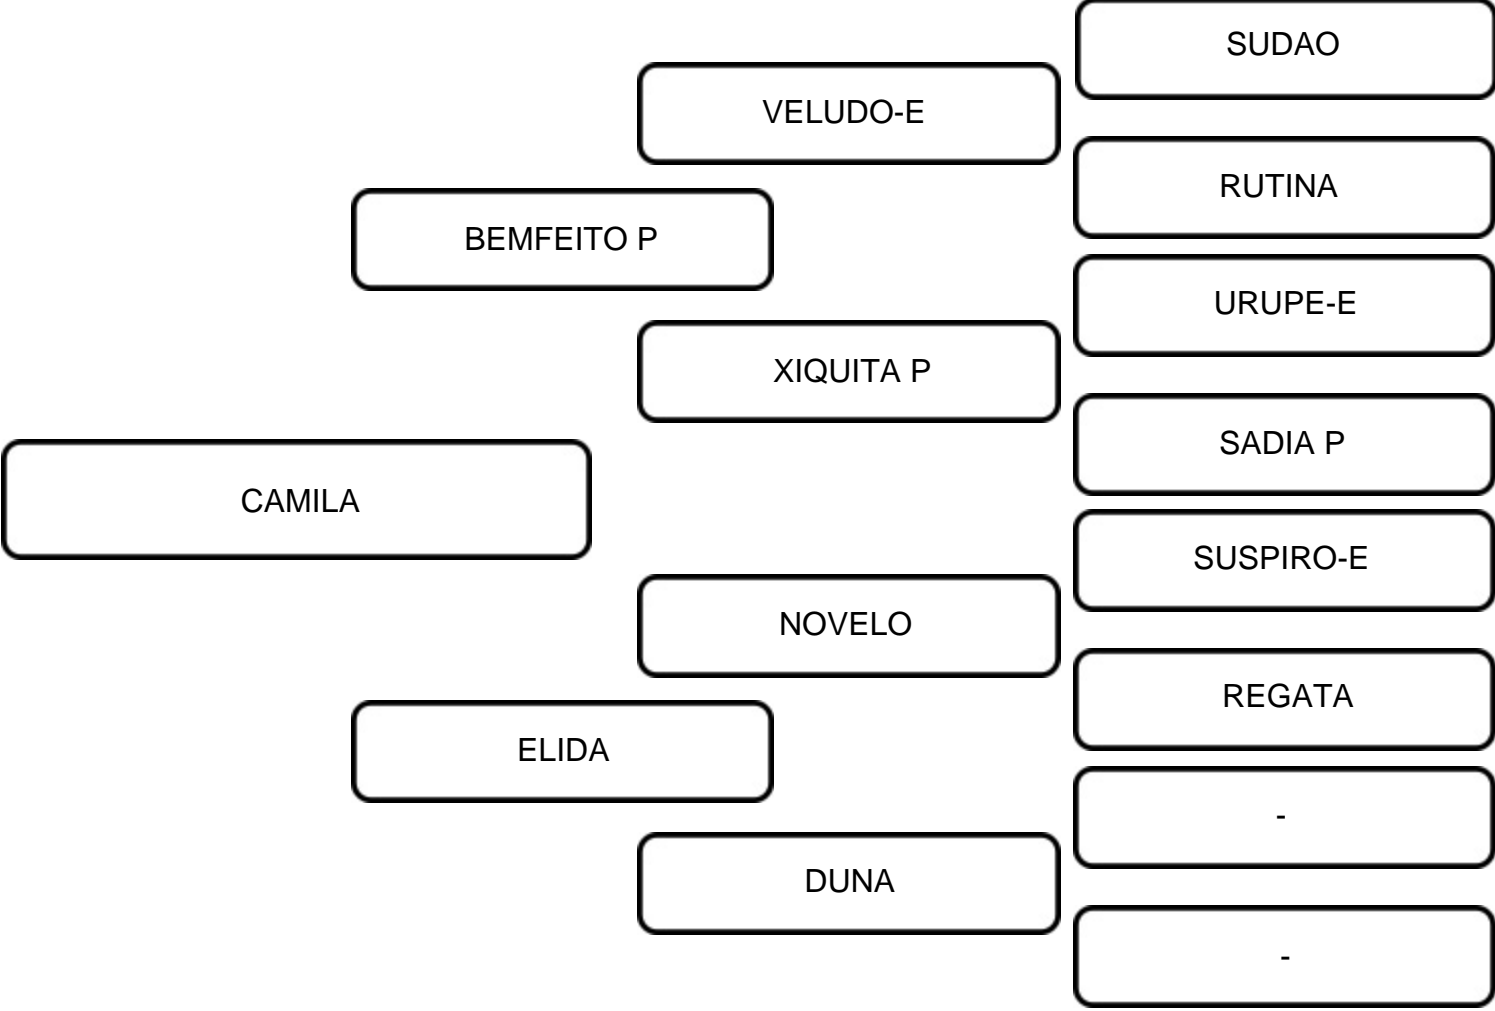 SUDAO
VELUDO-E
RUTINA
BEMFEITO P
URUPE-E
XIQUITA P
SADIA P
CAMILA
SUSPIRO-E
NOVELO
REGATA
ELIDA
-
DUNA
-